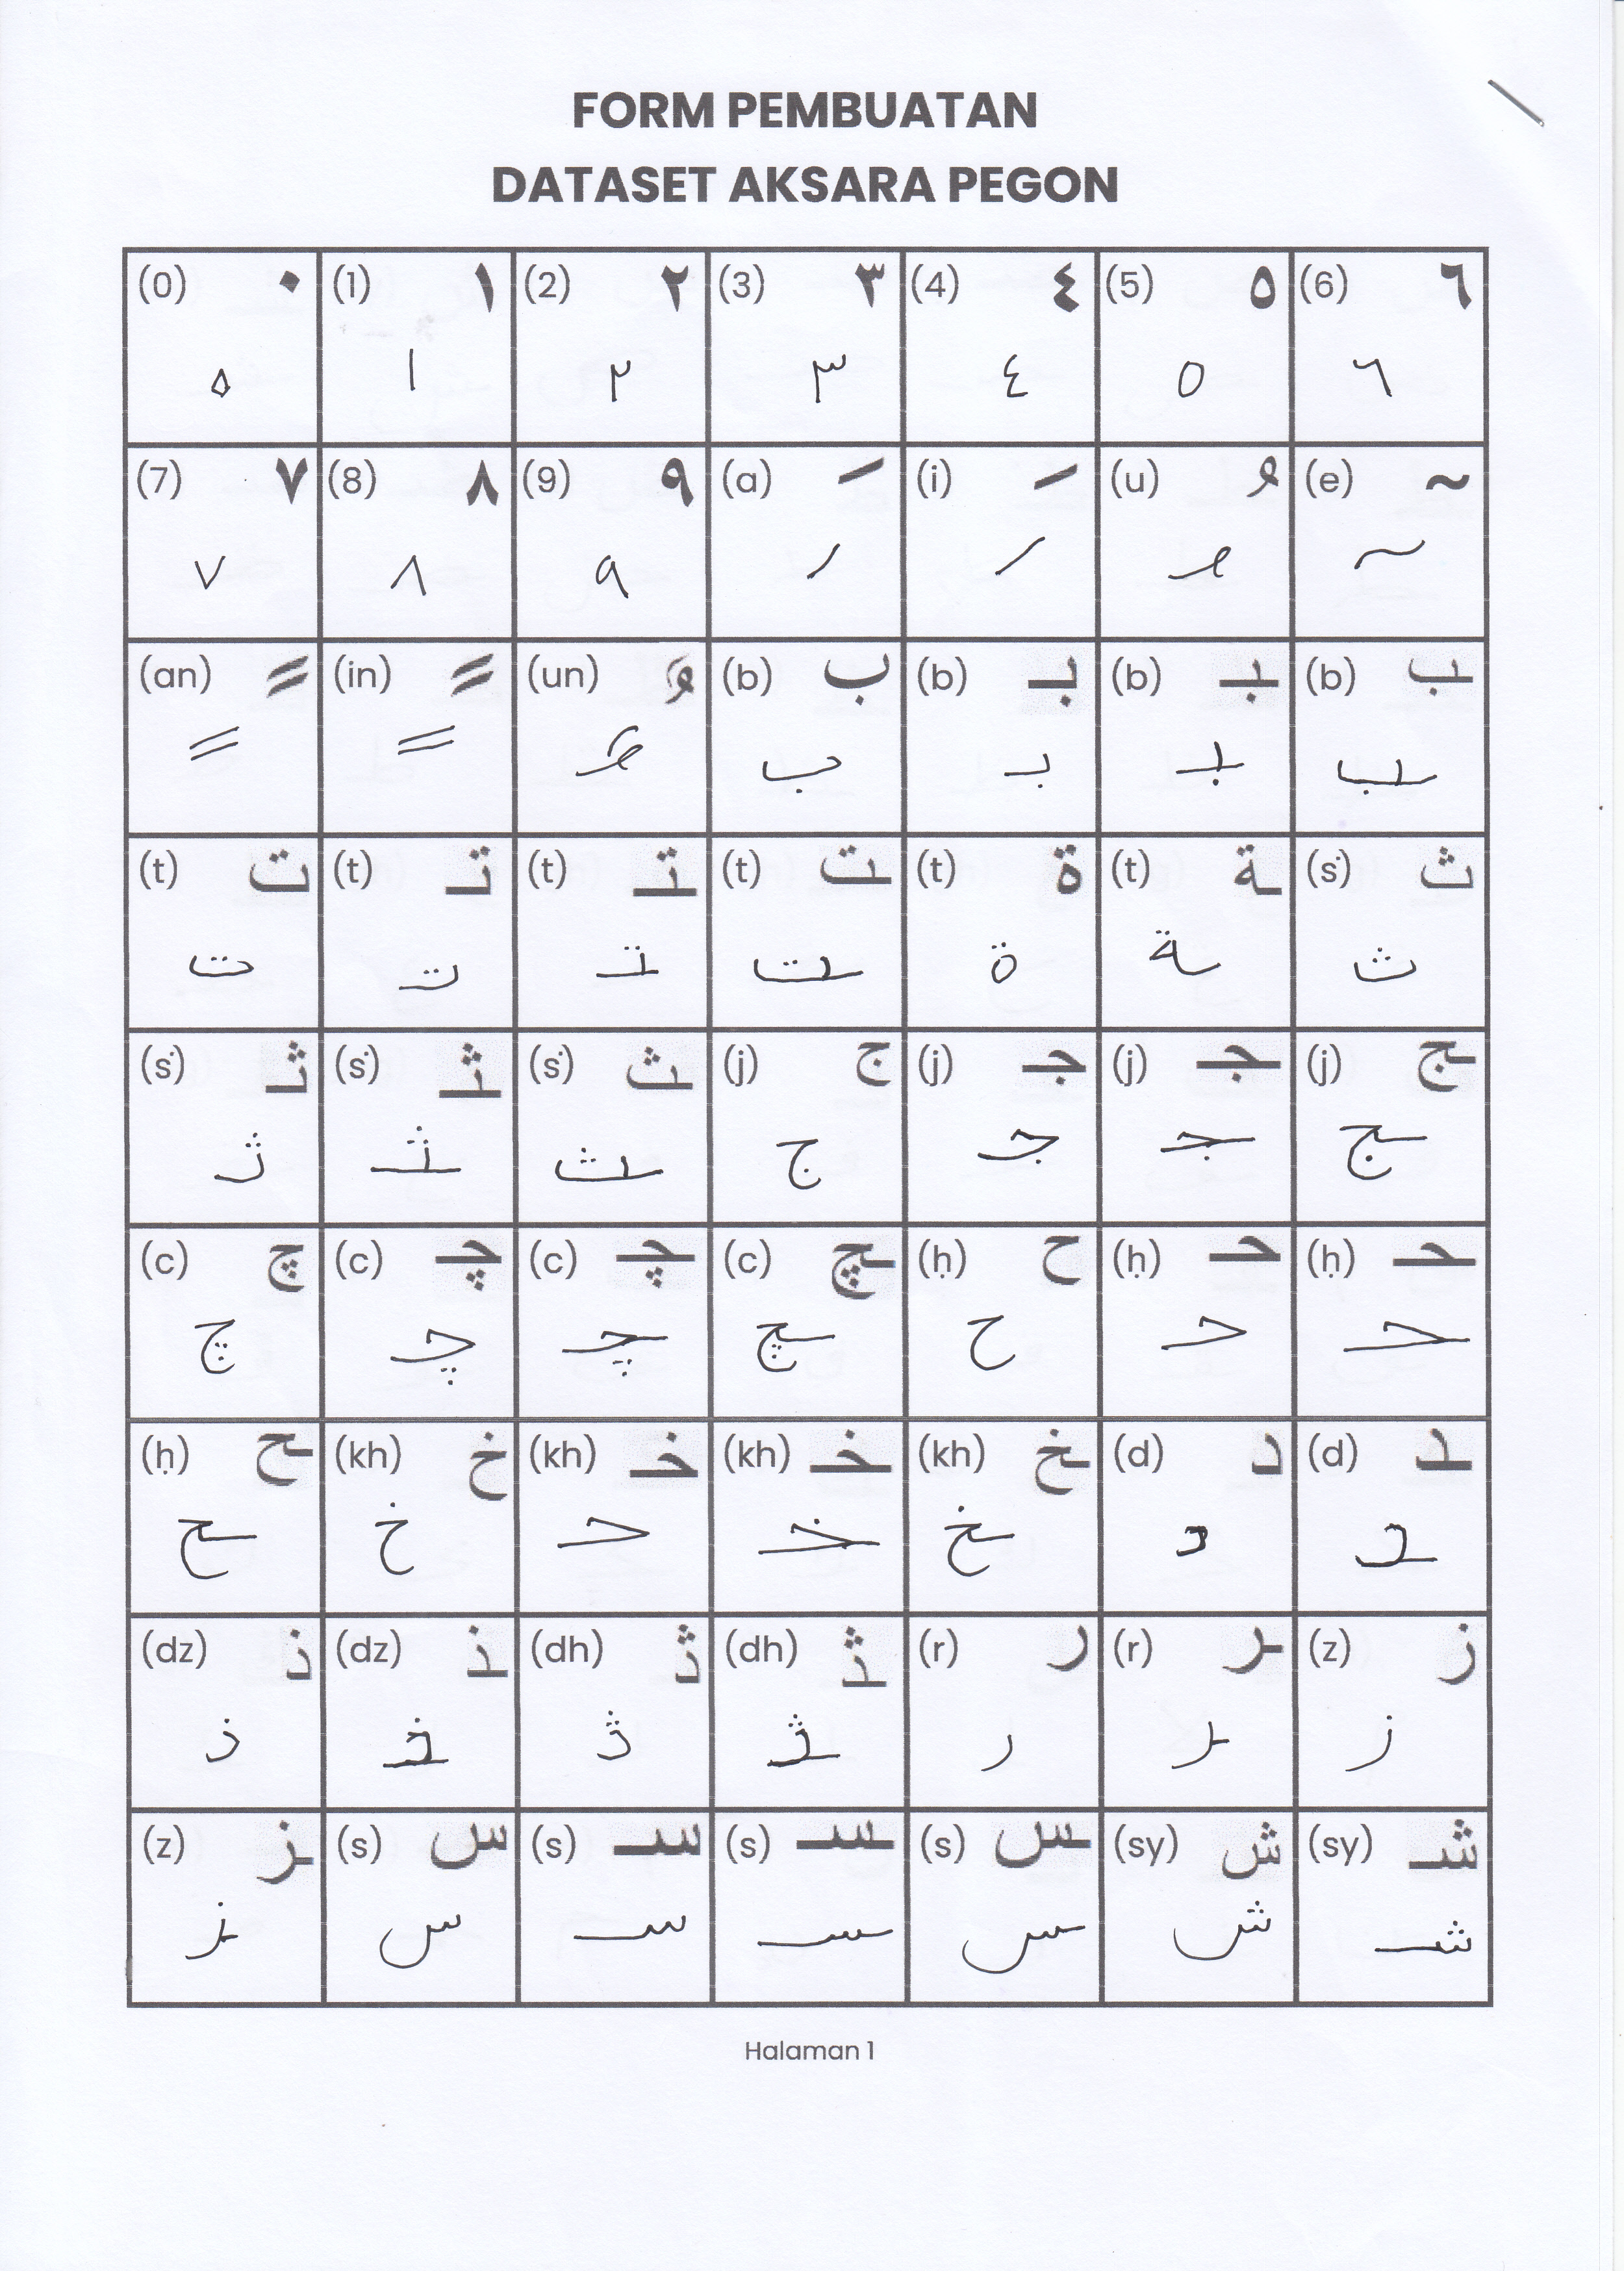 FORM PEMBUATAN
DATASET AKSARA PEGON
(0) ٠ (1) ١ (2) ٢ (3) ٣ (4) ٤ (5) ٥ (6) ٦
٥ ١ ٢ ٣ ٤ ٥ ٦
(7) ٧ (8) ٨ (9) ٩ (a) َ (i) ِ (u) ُ (e) ٓ
٧ ٨ ٩ َ ِ ُ ٓ
(an) ً (in) ٍ (un) ٌ (b) ب (b) بـ (b) ـبـ (b) ـب
ً ٍ ٌ ب بـ ـبـ ـب
(t) ت (t) تـ (t) ـتـ (t) ـت (t) ة (t) ـة (ṡ) ث
ت تـ ـتـ ـت ة ـة ث
(ṡ) ثـ (ṡ) ـثـ (ṡ) ـث (j) ج (j) جـ (j) ـجـ (j) ـج
ثـ ـثـ ـث ج جـ ـجـ ـج
(c) چ (c) چـ (c) ـچـ (c) ـچ (ḥ) ح (ḥ) حـ (ḥ) ـحـ
چ چـ ـچـ ـچ ح حـ ـحـ
(ḥ) ـح (kh) خ (kh) خـ (kh) ـخـ (kh) ـخ (d) د (d) ـد
ـح خ حـ ـخـ ـخ د ـد
(dz) ذ (dz) ـذ (dh) ڎ (dh) ـڎ (r) ر (r) ـر (z) ز
ذ ـذ ڎ ـڎ ر ـر ز
(z) ـز (s) س (s) سـ (s) ـسـ (s) ـس (sy) ش (sy) شـ
ـز س سـ ـسـ ـس ش شـ
Halaman 1